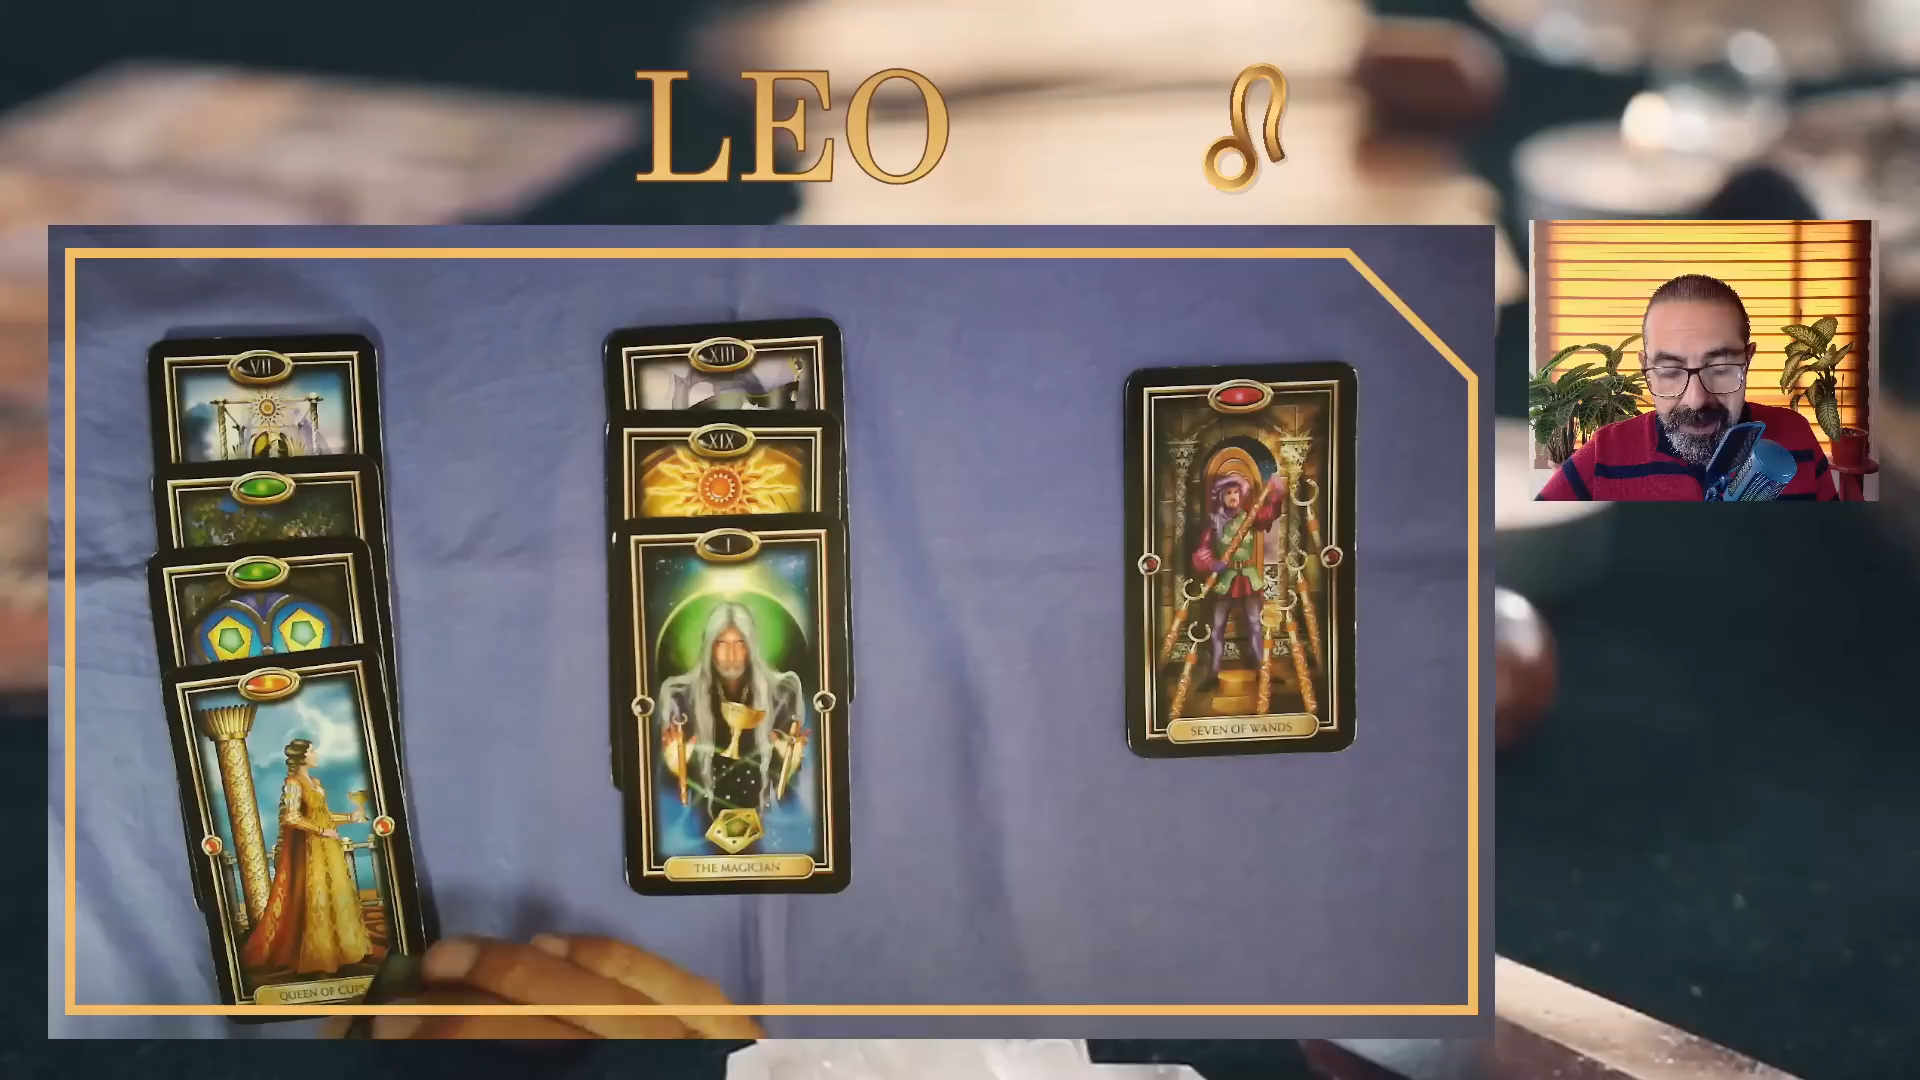 LEO
VII
XIII
XIX
I
SEVEN OF WANDS
THE MAGICIAN
QUEEN OF CUPS